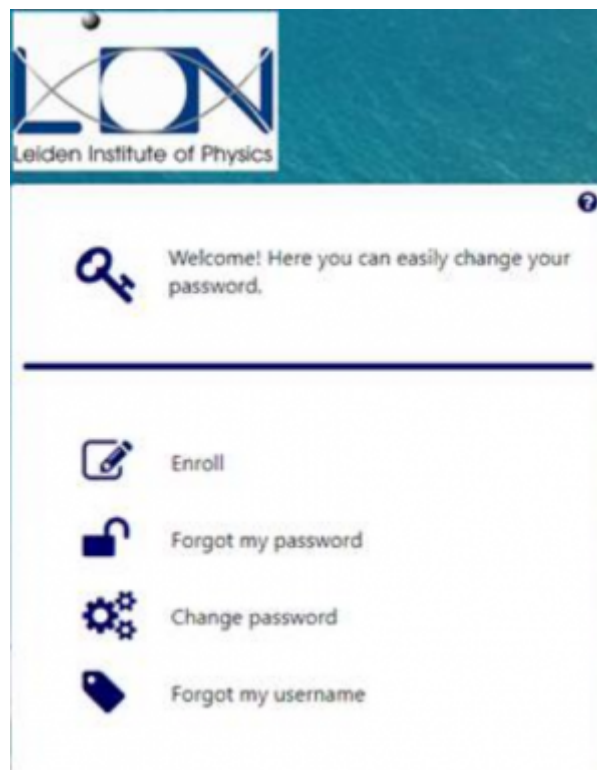 LION
Leiden Institute of Physics
?
Welcome! Here you can easily change your
password.
Enroll
Forgot my password
Change password
Forgot my username